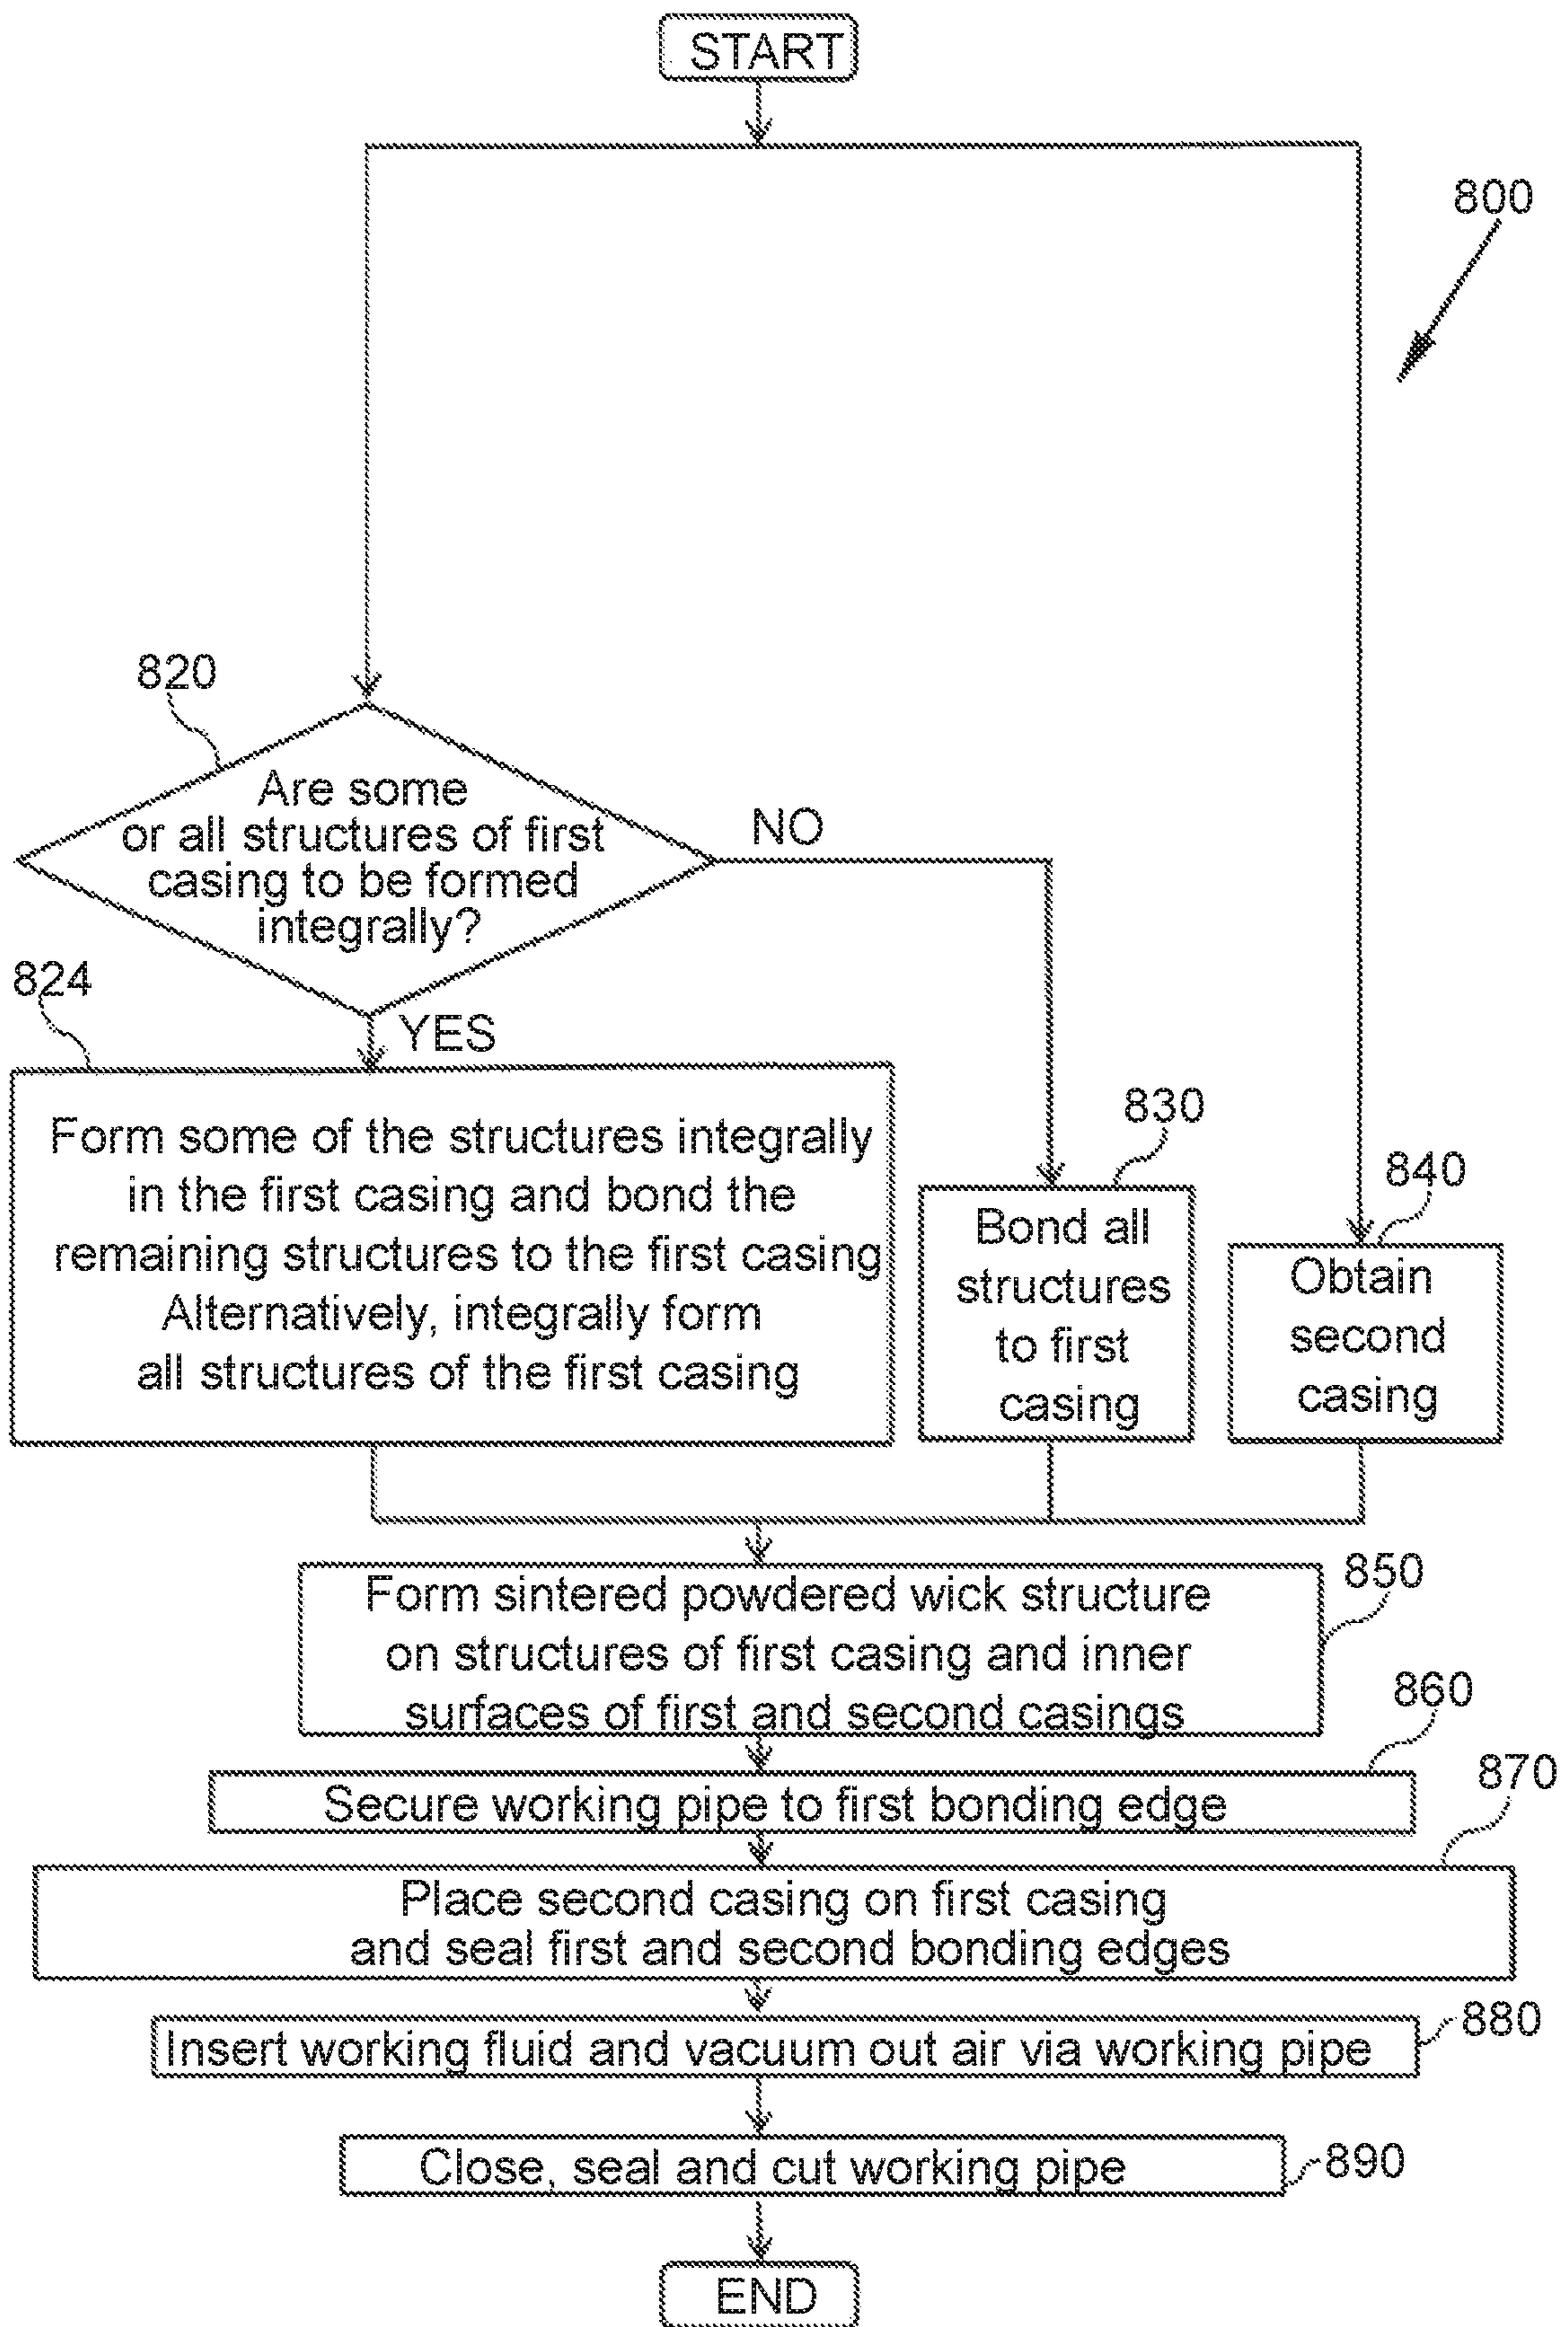 START
800
820
Are some
or all structures of first
casing to be formed
integrally?
NO
824
YES
Form some of the structures integrally
in the first casing and bond the
remaining structures to the first casing
Alternatively, integrally form
all structures of the first casing
830
Bond all
structures
to first
casing
840
Obtain
second
casing
850
Form sintered powdered wick structure
on structures of first casing and inner
surfaces of first and second casings
860
Secure working pipe to first bonding edge
870
Place second casing on first casing
and seal first and second bonding edges
880
Insert working fluid and vacuum out air via working pipe
Close, seal and cut working pipe
890
END